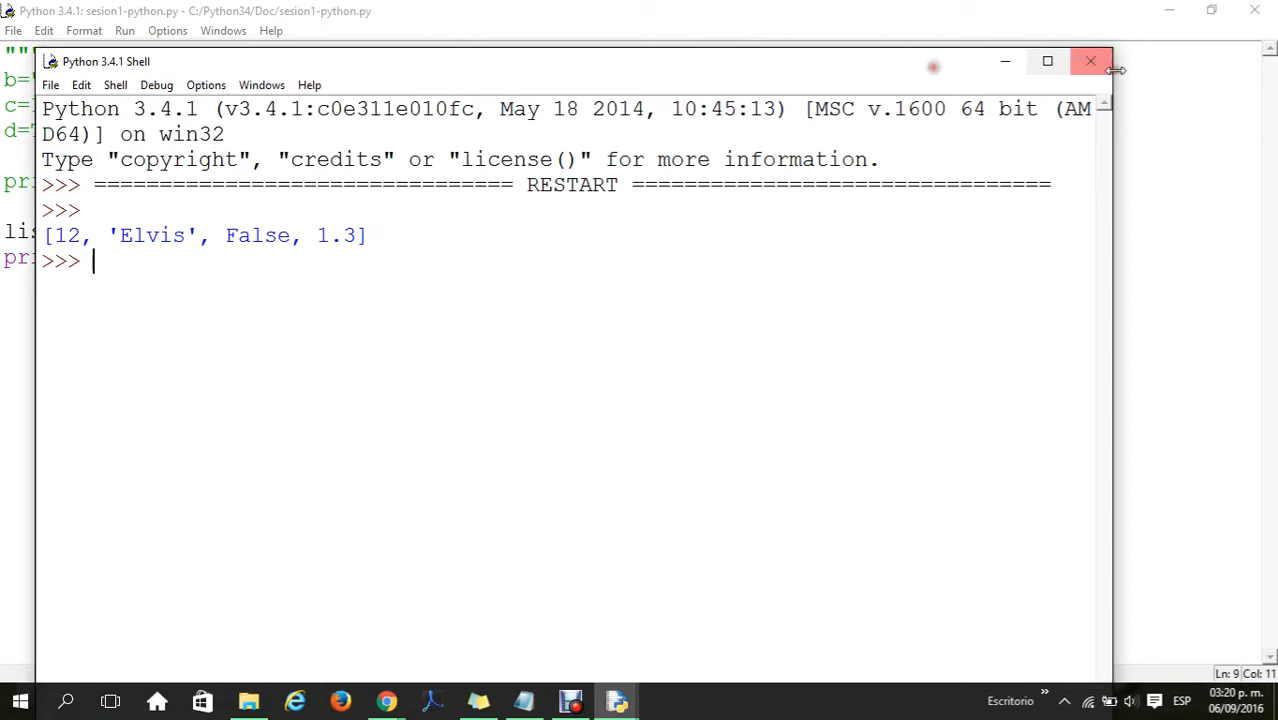 Python 3.4.1: sesion1-python.py - C:/Python34/Doc/sesion1-python.py
File Edit Format Run Options Windows Help
Python 3.4.1 Shell
File Edit Shell Debug Options Windows Help
Python 3.4.1 (v3.4.1:c0e311e010fc, May 18 2014, 10:45:13) [MSC v.1600 64 bit (AM
D64)] on win32
Type "copyright", "credits" or "license()" for more information.
>>> ================================ RESTART ================================
>>>
[12, 'Elvis', False, 1.3]
>>>
"""
b=
c=
d=
pri
lis
pri
Ln: 9 Col: 11
Escritorio
ESP
03:20 p. m.
06/09/2016